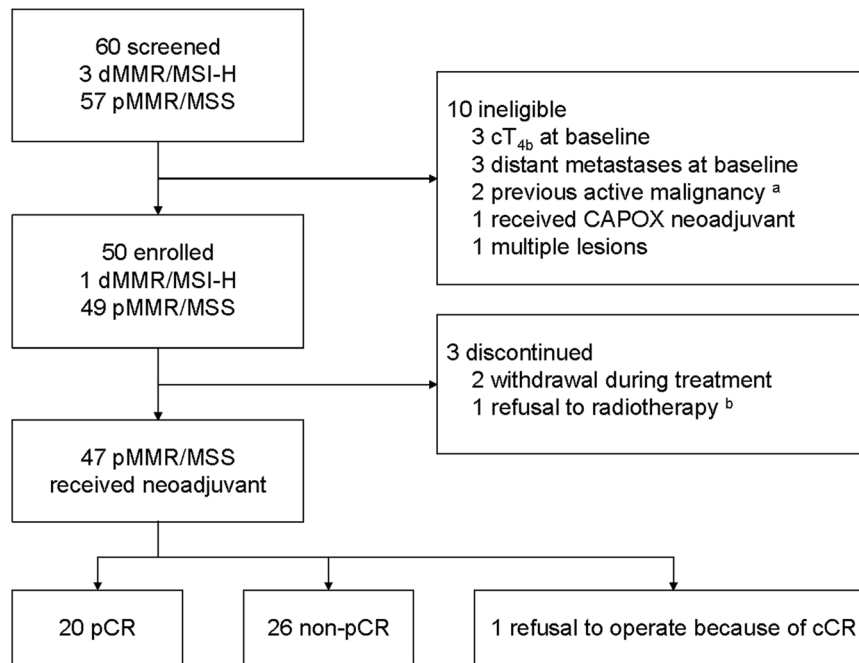 60 screened
3 dMMR/MSI-H
57 pMMR/MSS
10 ineligible
3 cT4b at baseline
3 distant metastases at baseline
2 previous active malignancy a
1 received CAPOX neoadjuvant
1 multiple lesions
50 enrolled
1 dMMR/MSI-H
49 pMMR/MSS
3 discontinued
2 withdrawal during treatment
1 refusal to radiotherapy b
47 pMMR/MSS
received neoadjuvant
20 pCR
26 non-pCR
1 refusal to operate because of cCR